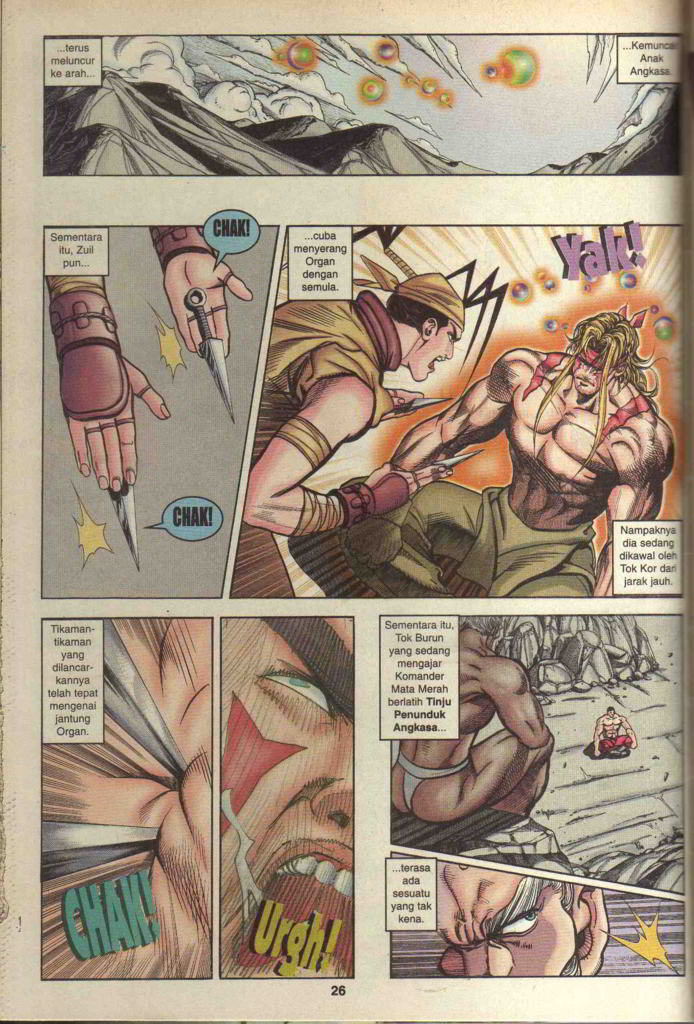 ...terus
meluncur
ke arah...
...Kemuncak
Anak
Angkasa.
Sementara
itu, Zuil
pun...
CHAK!
CHAK!
...cuba
menyerang
Organ
dengan
semula.
Yak!
Nampaknya
dia sedang
dikawal oleh
Tok Kor dari
jarak jauh.
Tikaman-
tikaman
yang
dilancar-
kannya
telah tepat
mengenai
jantung
Organ.
CHAK!
Urgh!
Sementara itu,
Tok Burun
yang sedang
mengajar
Komander
Mata Merah
berlatih Tinju
Penunduk
Angkasa...
...terasa
ada
sesuatu
yang tak
kena.
26